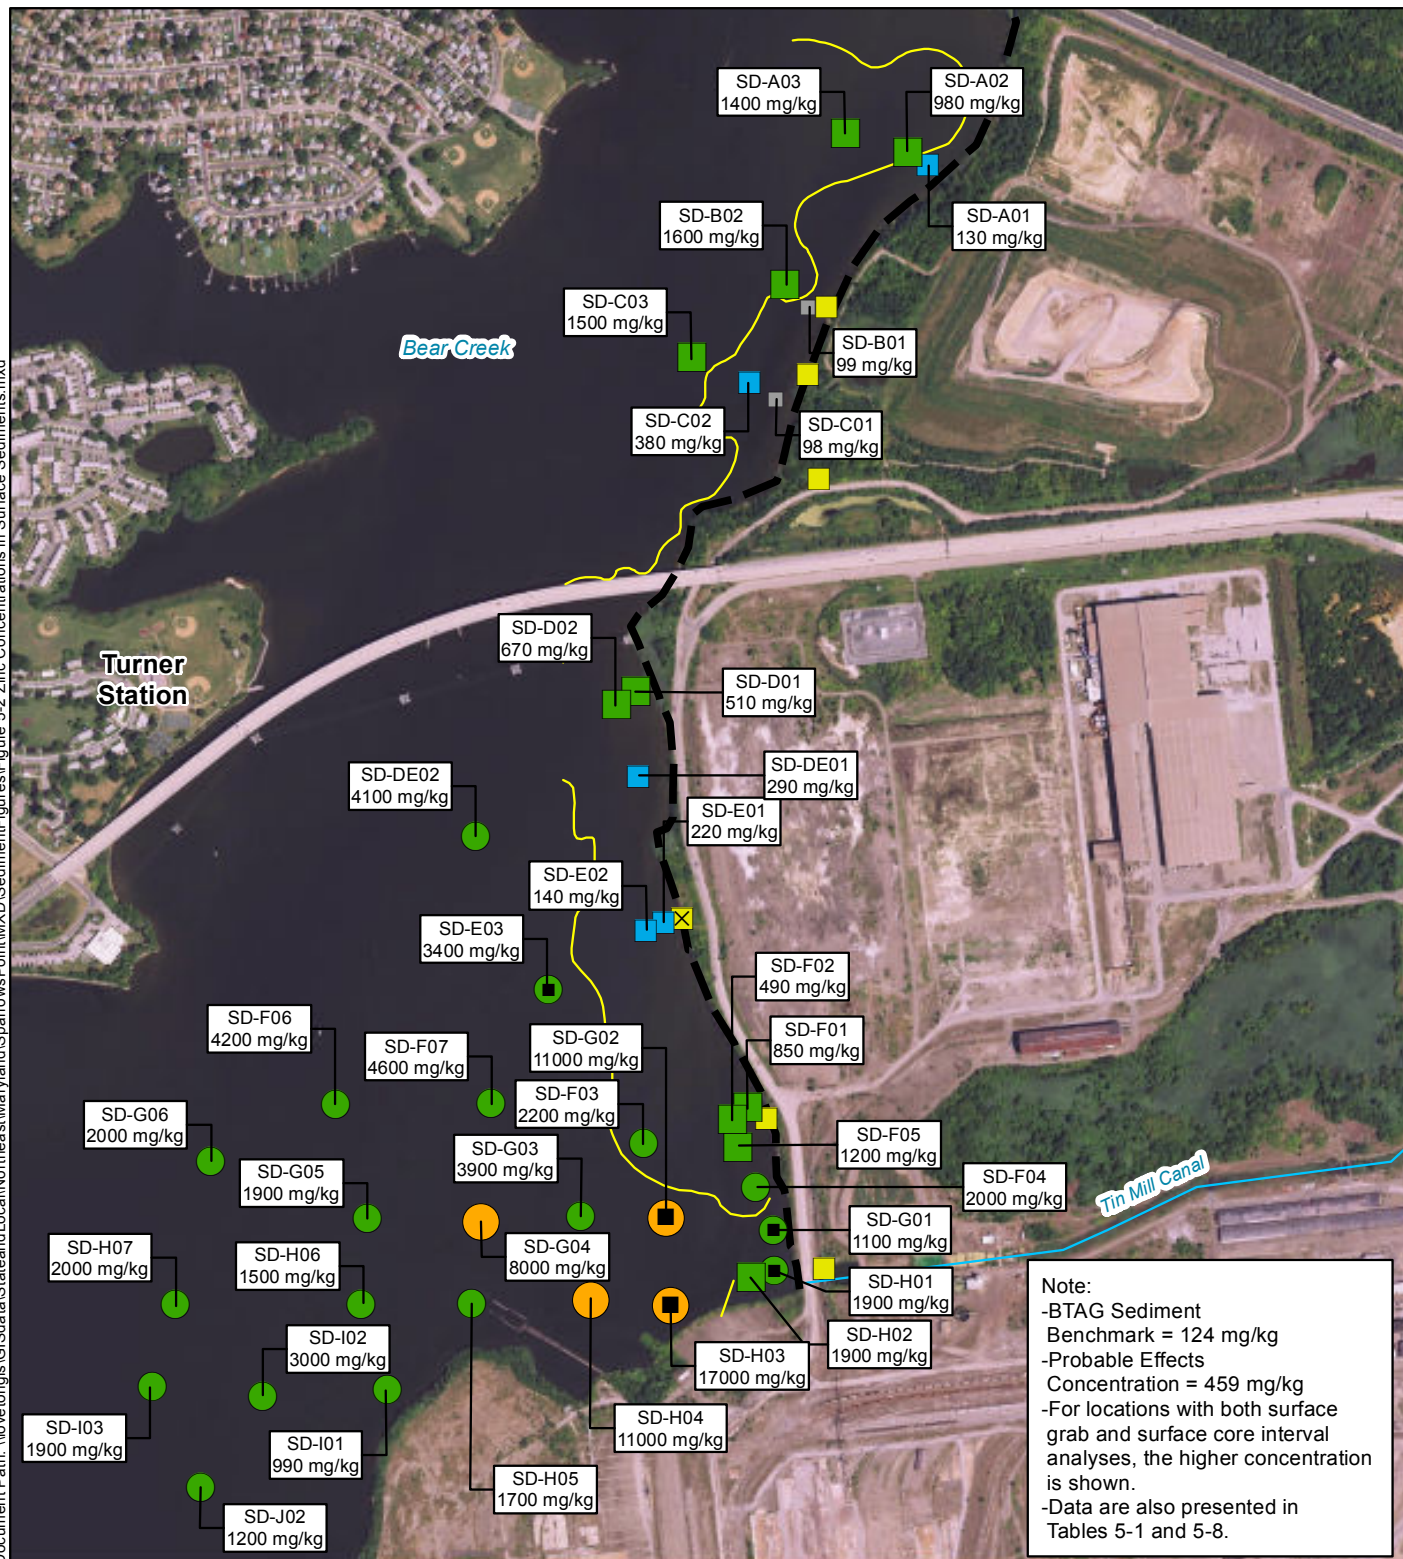 SD-A03
1400 mg/kg
SD-A02
980 mg/kg
SD-A01
130 mg/kg
SD-B02
1600 mg/kg
SD-C03
1500 mg/kg
Bear Creek
SD-B01
99 mg/kg
SD-C02
380 mg/kg
SD-C01
98 mg/kg
SD-D02
670 mg/kg
Turner
Station
SD-D01
510 mg/kg
SD-DE02
4100 mg/kg
SD-DE01
290 mg/kg
SD-E01
220 mg/kg
SD-E02
140 mg/kg
SD-E03
3400 mg/kg
SD-F02
490 mg/kg
SD-F06
4200 mg/kg
SD-F07
4600 mg/kg
SD-G02
11000 mg/kg
SD-F01
850 mg/kg
SD-F03
2200 mg/kg
SD-G06
2000 mg/kg
SD-G05
1900 mg/kg
SD-G03
3900 mg/kg
SD-F05
1200 mg/kg
SD-F04
2000 mg/kg
Tin Mill Canal
SD-G01
1100 mg/kg
SD-G04
8000 mg/kg
SD-H07
2000 mg/kg
SD-H06
1500 mg/kg
SD-H01
1900 mg/kg
SD-H02
1900 mg/kg
SD-I02
3000 mg/kg
SD-H03
17000 mg/kg
SD-I03
1900 mg/kg
SD-I01
990 mg/kg
SD-H04
11000 mg/kg
SD-H05
1700 mg/kg
SD-J02
1200 mg/kg
Note:
-BTAG Sediment
Benchmark = 124 mg/kg
-Probable Effects
Concentration = 459 mg/kg
-For locations with both surface
grab and surface core interval
analyses, the higher concentration
is shown.
-Data are also presented in
Tables 5-1 and 5-8.